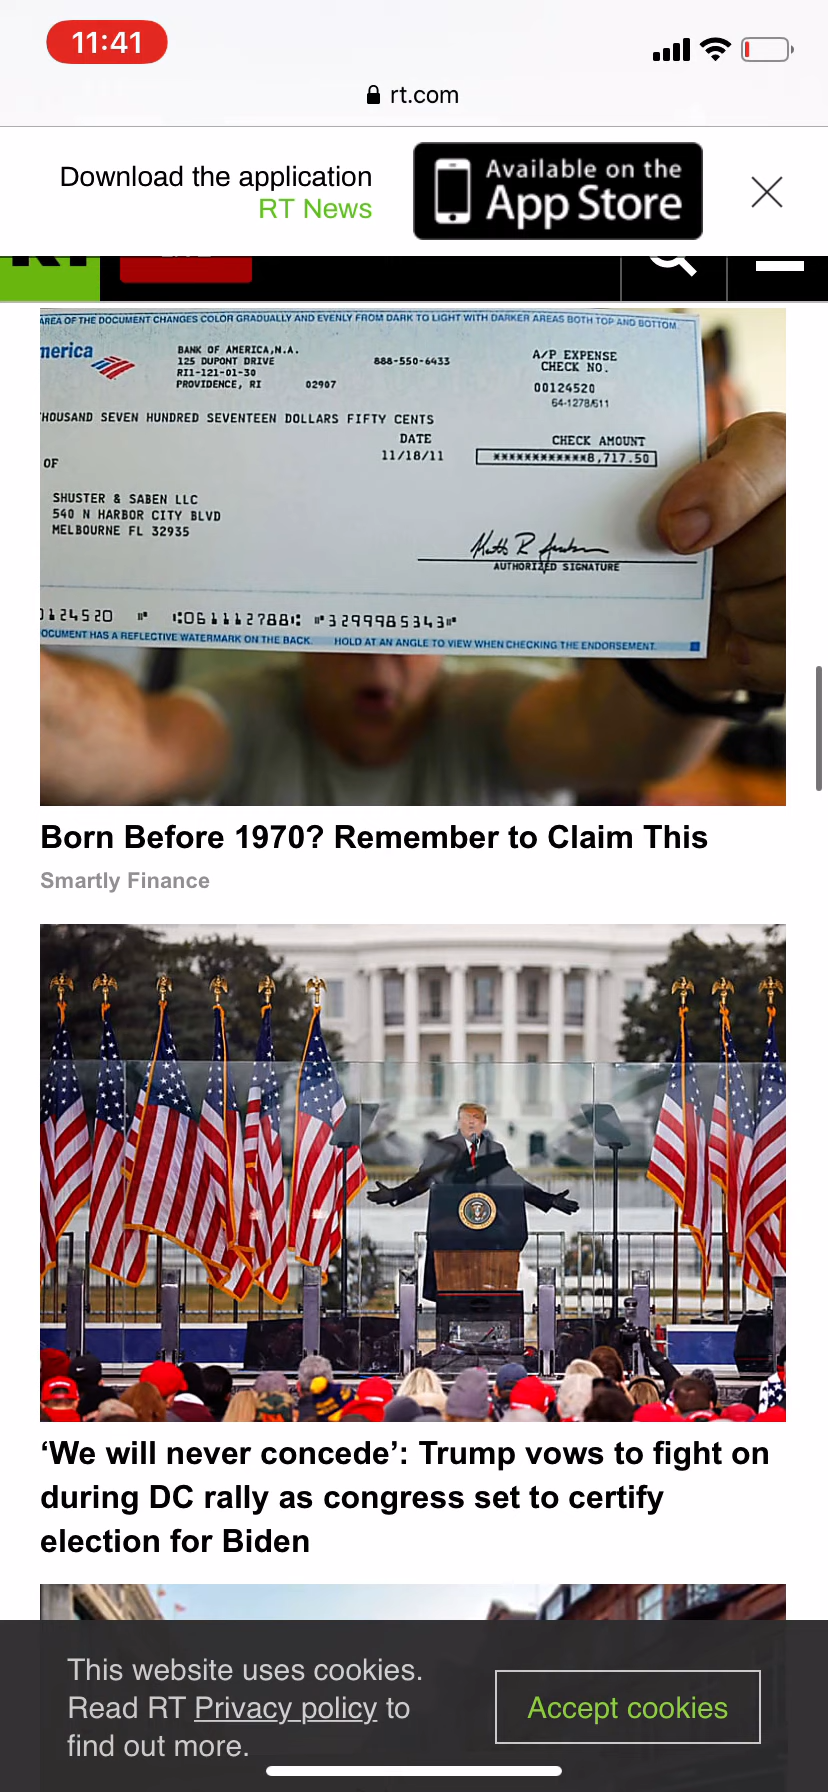 11:41
rt.com
Download the application
RT News
Available on the
App Store
AREA OF THE DOCUMENT CHANGES COLOR GRADUALLY AND EVENLY FROM DARK TO LIGHT WITH DARKER AREAS BOTH TOP AND BOTTOM.
merica
BANK OF AMERICA,N.A.
125 DUPONT DRIVE
RI1-121-01-30
PROVIDENCE, RI 02907
888-550-6433
A/P EXPENSE
CHECK NO.
00124520
64-1278/611
HOUSAND SEVEN HUNDRED SEVENTEEN DOLLARS FIFTY CENTS
DATE
11/18/11
CHECK AMOUNT
************8,717.50
OF
SHUSTER & SABEN LLC
540 N HARBOR CITY BLVD
MELBOURNE FL 32935
AUTHORIZED SIGNATURE
0124520 ⑈ ⑆061112788⑆ ⑈3299985343⑈
OCUMENT HAS A REFLECTIVE WATERMARK ON THE BACK. HOLD AT AN ANGLE TO VIEW WHEN CHECKING THE ENDORSEMENT.
Born Before 1970? Remember to Claim This
Smartly Finance
‘We will never concede’: Trump vows to fight on
during DC rally as congress set to certify
election for Biden
This website uses cookies.
Read RT Privacy policy to
find out more.
Accept cookies